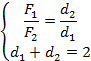 { F₁/F₂ = d₂/d₁
d₁ + d₂ = 2